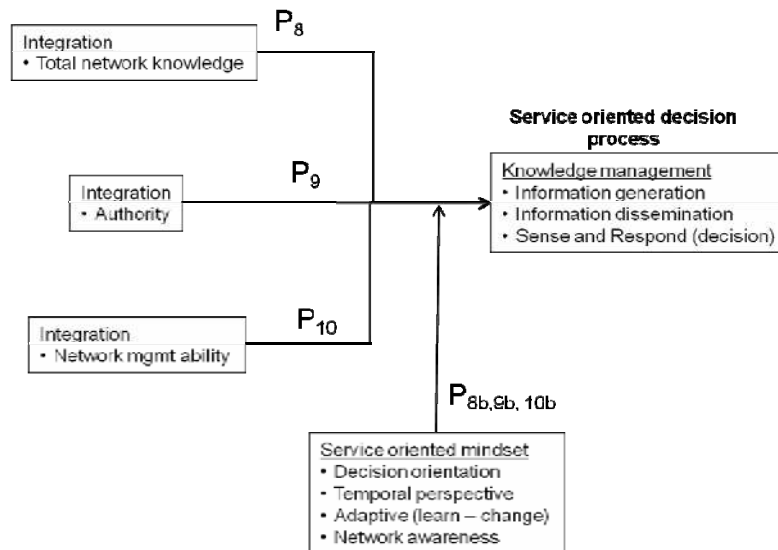 P8
Integration
• Total network knowledge
Service oriented decision
process
Knowledge management
• Information generation
• Information dissemination
• Sense and Respond (decision)
P9
Integration
• Authority
P10
Integration
• Network mgmt ability
P8b,9b, 10b
Service oriented mindset
• Decision orientation
• Temporal perspective
• Adaptive (learn – change)
• Network awareness